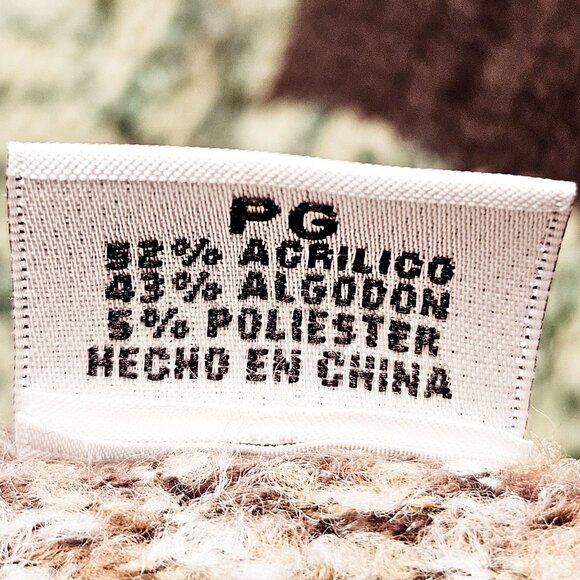 PG
52% ACRILICO
43% ALGODON
5% POLIESTER
HECHO EN CHINA